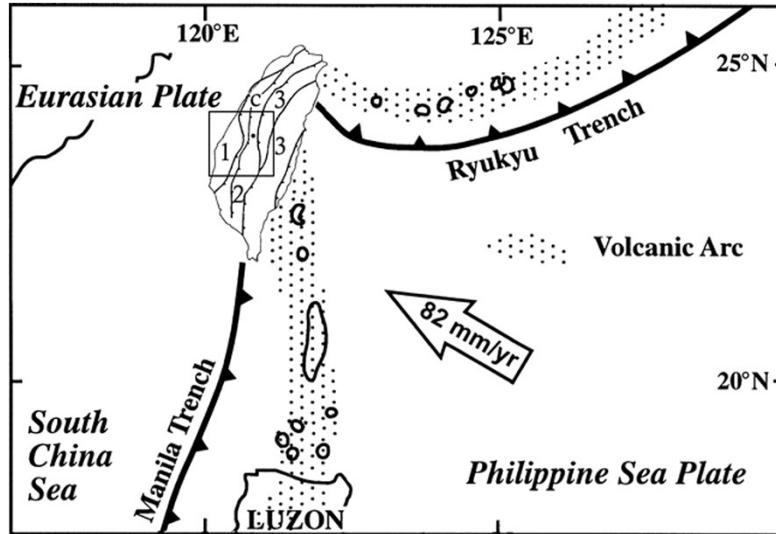 120°E
125°E
25°N
Eurasian Plate
c
3
1
3
2
Ryukyu Trench
Volcanic Arc
82 mm/yr
20°N
Manila Trench
South
China
Sea
Philippine Sea Plate
LUZON